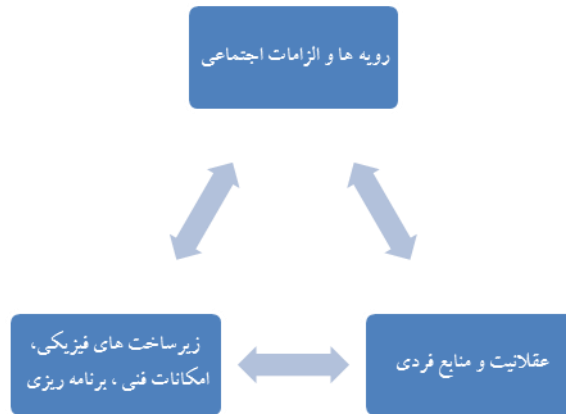 رویه ها و الزامات اجتماعی
عقلانیت و منابع فردی
زیرساخت های فیزیکی،
امکانات فنی ، برنامه ریزی